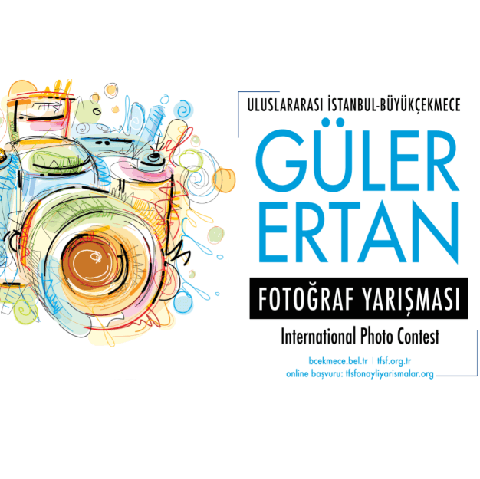 ULUSLARARASI İSTANBUL-BÜYÜKÇEKMECE
GÜLER
ERTAN
FOTOĞRAF YARIŞMASI
International Photo Contest
bcekmece.bel.tr | tfsf.org.tr
online başvuru: tfsfonayliyarismalar.org